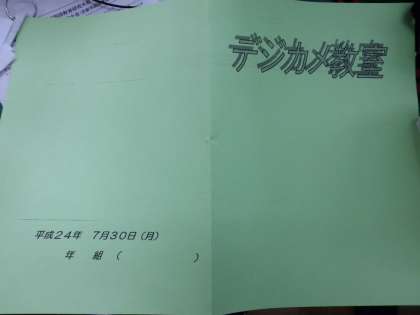 デジカメ教室
平成24年 7月30日(月)
年 組( )